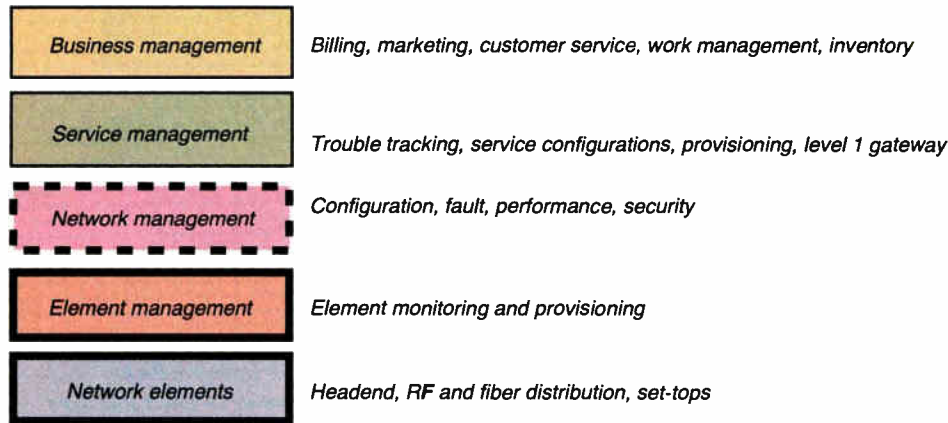 Business management
Billing, marketing, customer service, work management, inventory
Service management
Trouble tracking, service configurations, provisioning, level 1 gateway
Network management
Configuration, fault, performance, security
Element management
Element monitoring and provisioning
Network elements
Headend, RF and fiber distribution, set-tops